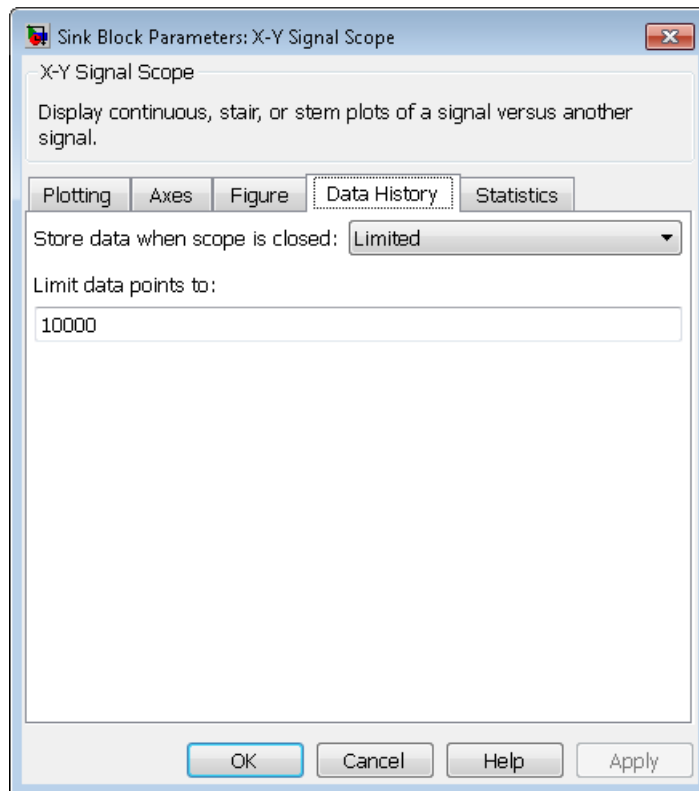 Sink Block Parameters: X-Y Signal Scope
X-Y Signal Scope
Display continuous, stair, or stem plots of a signal versus another
signal.
Plotting Axes Figure Data History Statistics
Store data when scope is closed: Limited
Limit data points to:
10000
OK Cancel Help Apply